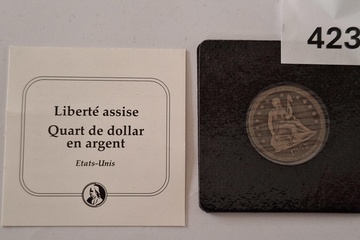 Liberté assise
Quart de dollar
en argent
Etats-Unis
423